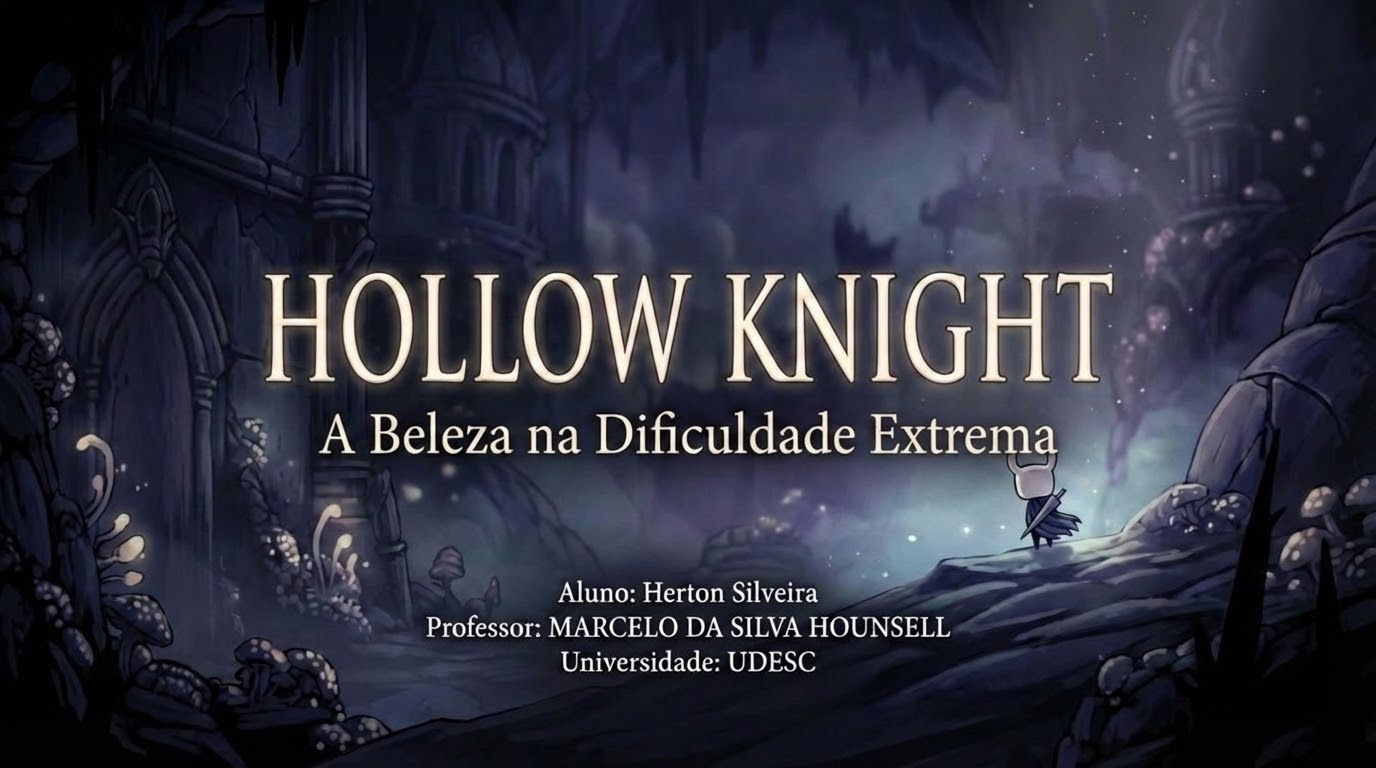 HOLLOW KNIGHT
A Beleza na Dificuldade Extrema
Aluno: Herton Silveira
Professor: MARCELO DA SILVA HOUNSELL
Universidade: UDESC